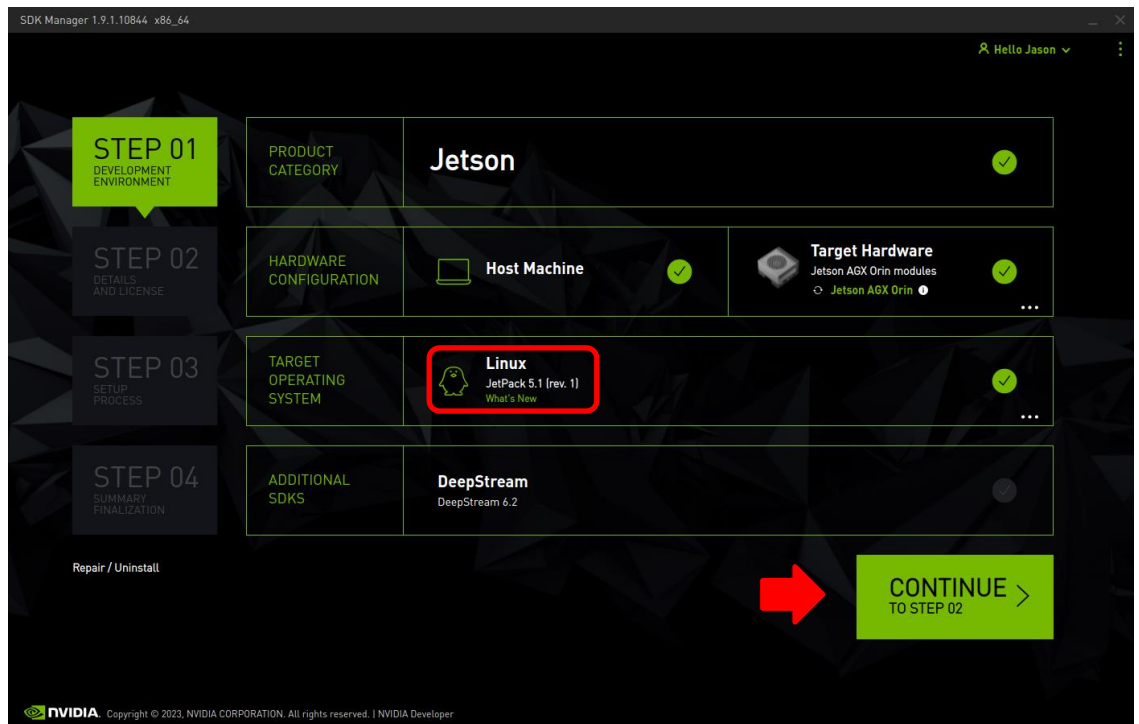 SDK Manager 1.9.1.10844 x86_64
Hello Jason
STEP 01
DEVELOPMENT
ENVIRONMENT
PRODUCT
CATEGORY
Jetson
STEP 02
DETAILS
AND LICENSE
HARDWARE
CONFIGURATION
Host Machine
Target Hardware
Jetson AGX Orin modules
Jetson AGX Orin
STEP 03
SETUP
PROCESS
TARGET
OPERATING
SYSTEM
Linux
JetPack 5.1 (rev. 1)
What's New
STEP 04
SUMMARY
FINALIZATION
ADDITIONAL
SDKS
DeepStream
DeepStream 6.2
Repair / Uninstall
CONTINUE
TO STEP 02
NVIDIA. Copyright © 2023, NVIDIA CORPORATION. All rights reserved. | NVIDIA Developer